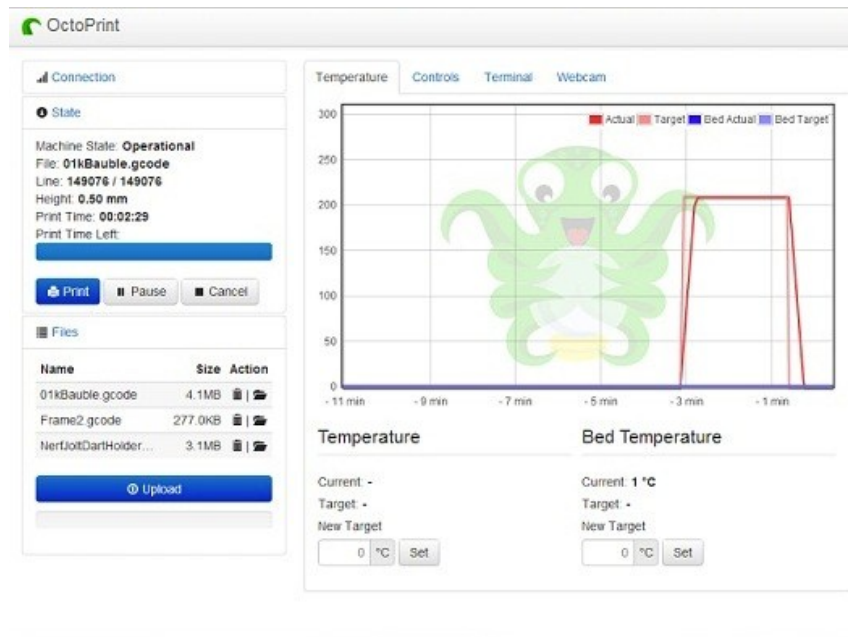 OctoPrint
Connection
State
Machine State: Operational
File: 01kBauble.gcode
Line: 149076 / 149076
Height: 0.50 mm
Print Time: 00:02:29
Print Time Left:
Print Pause Cancel
Files
Name Size Action
01kBauble.gcode 4.1MB |
Frame2.gcode 277.0KB |
NerfJoltDartHolder... 3.1MB |
Upload
Temperature Controls Terminal Webcam
Actual Target Bed Actual Bed Target
300
250
200
150
100
50
0
- 11 min - 9 min - 7 min - 5 min - 3 min - 1 min
Temperature
Current: -
Target: -
New Target
0 °C Set
Bed Temperature
Current: 1 °C
Target: -
New Target
0 °C Set